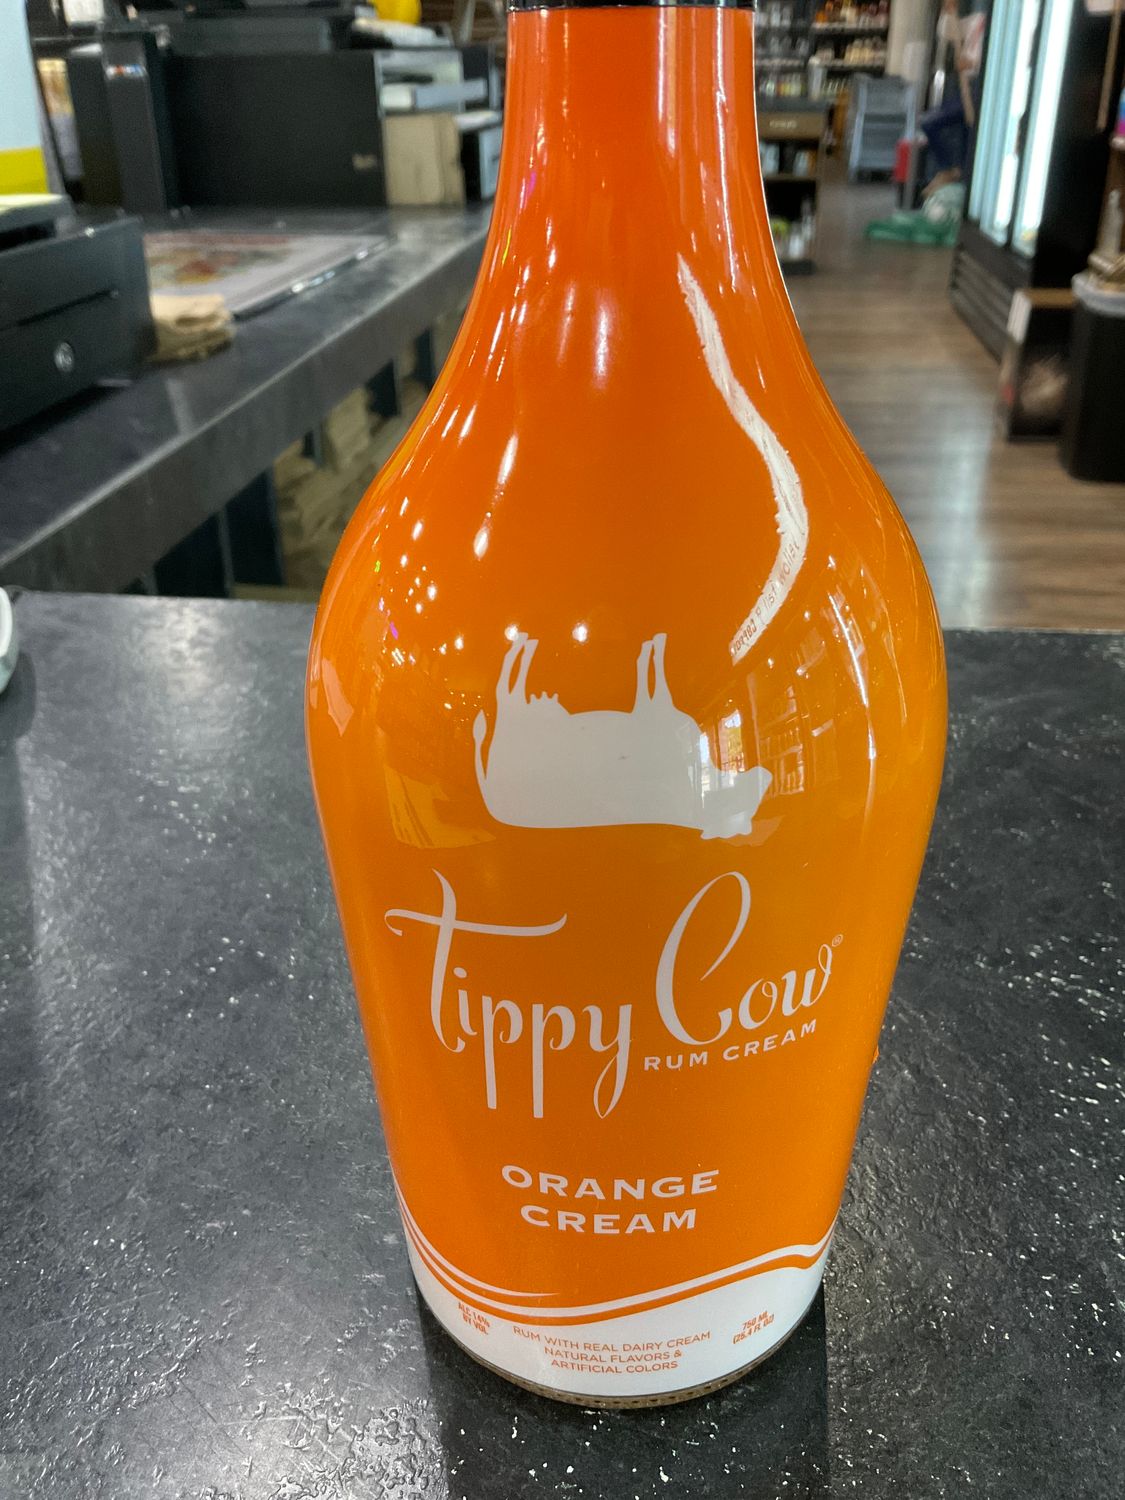 Tippy Cow®
RUM CREAM
ORANGE
CREAM
ALC 14%
BY VOL
RUM WITH REAL DAIRY CREAM
NATURAL FLAVORS &
ARTIFICIAL COLORS
750 ML
(25.4 FL OZ)